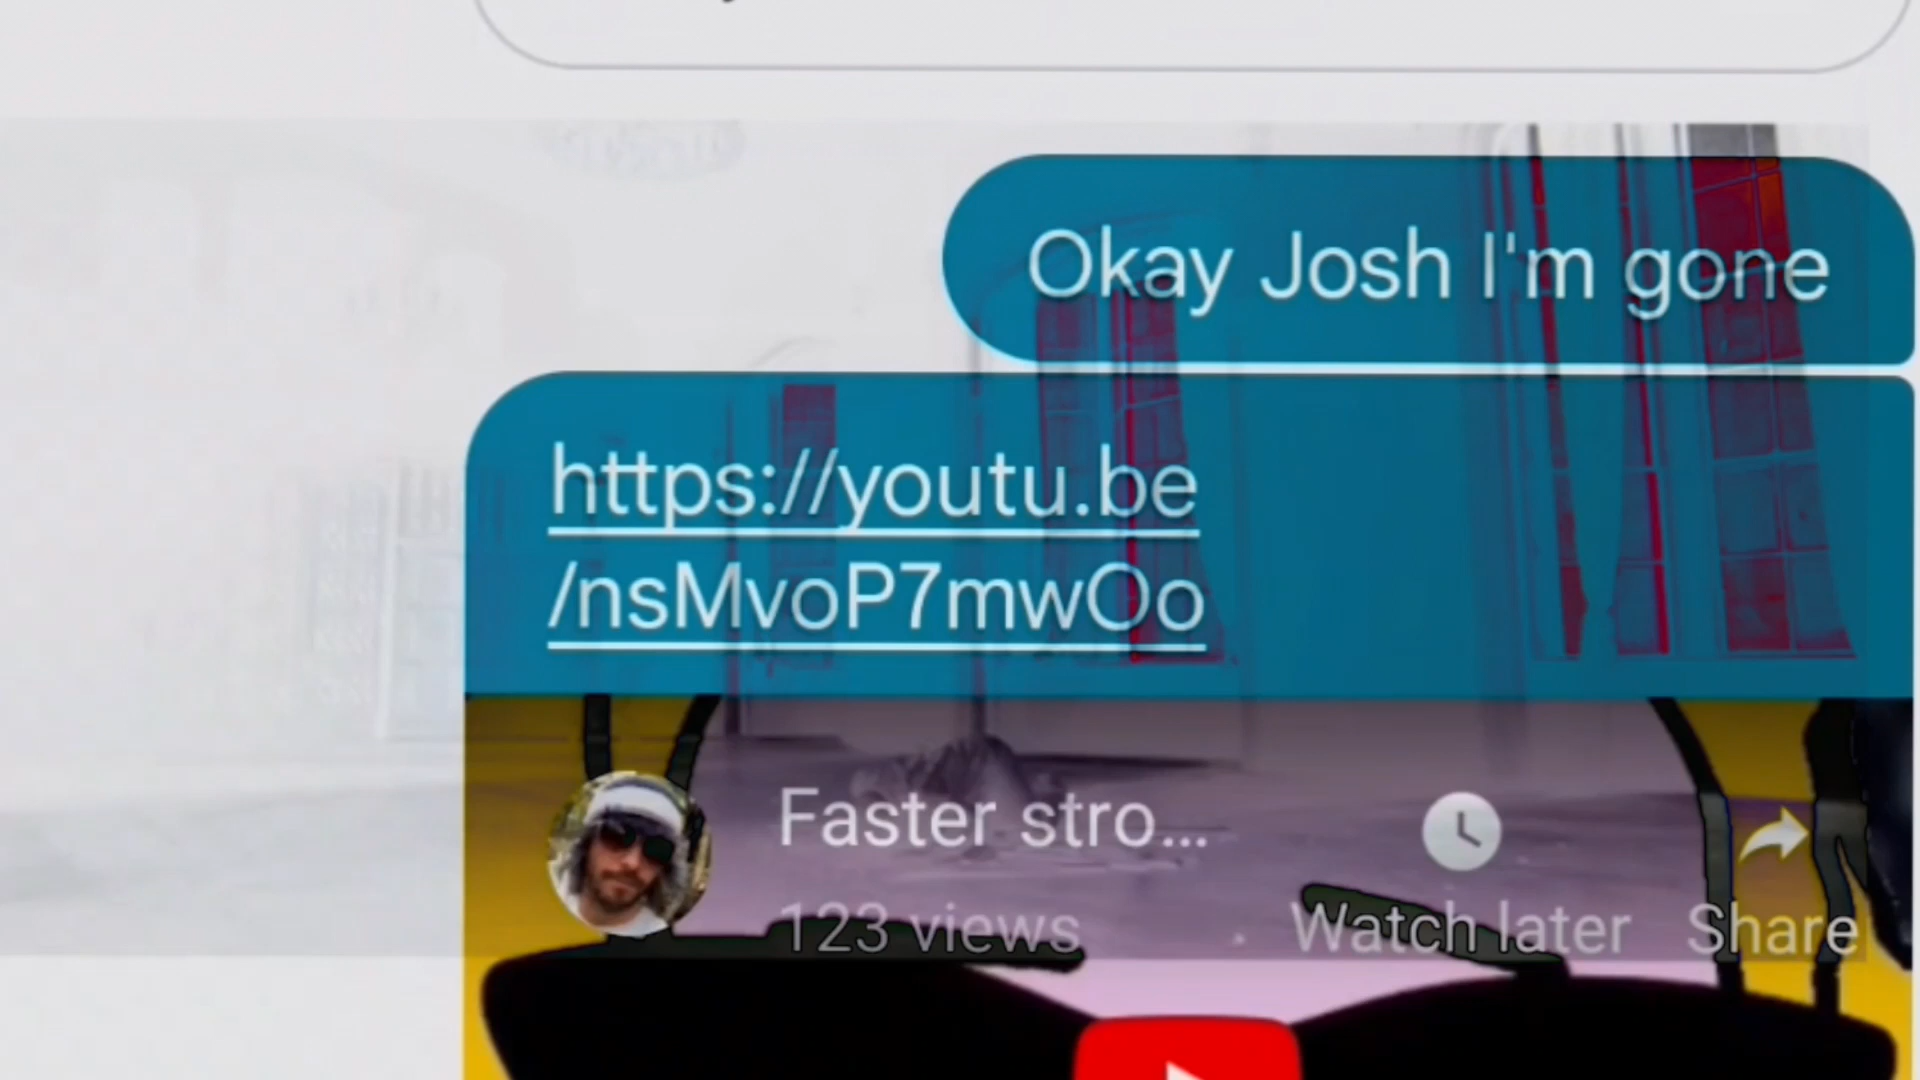 Okay Josh I'm gone
https://youtu.be
/nsMvoP7mwOo
Faster stro...
123 views
Watch later
Share